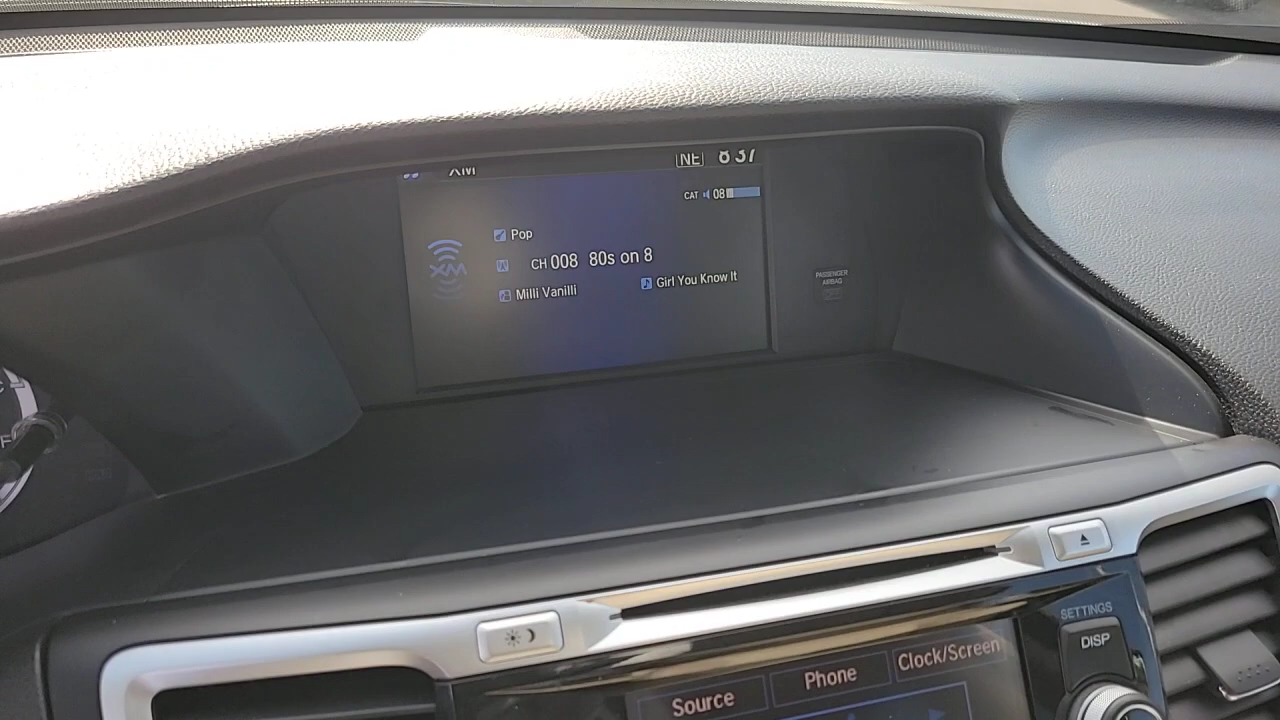 XM NE 8 37
CAT 08
Pop
XM
CH 008 80s on 8
Milli Vanilli Girl You Know It
PASSENGER
AIRBAG
F
SETTINGS
DISP
Source Phone Clock/Screen